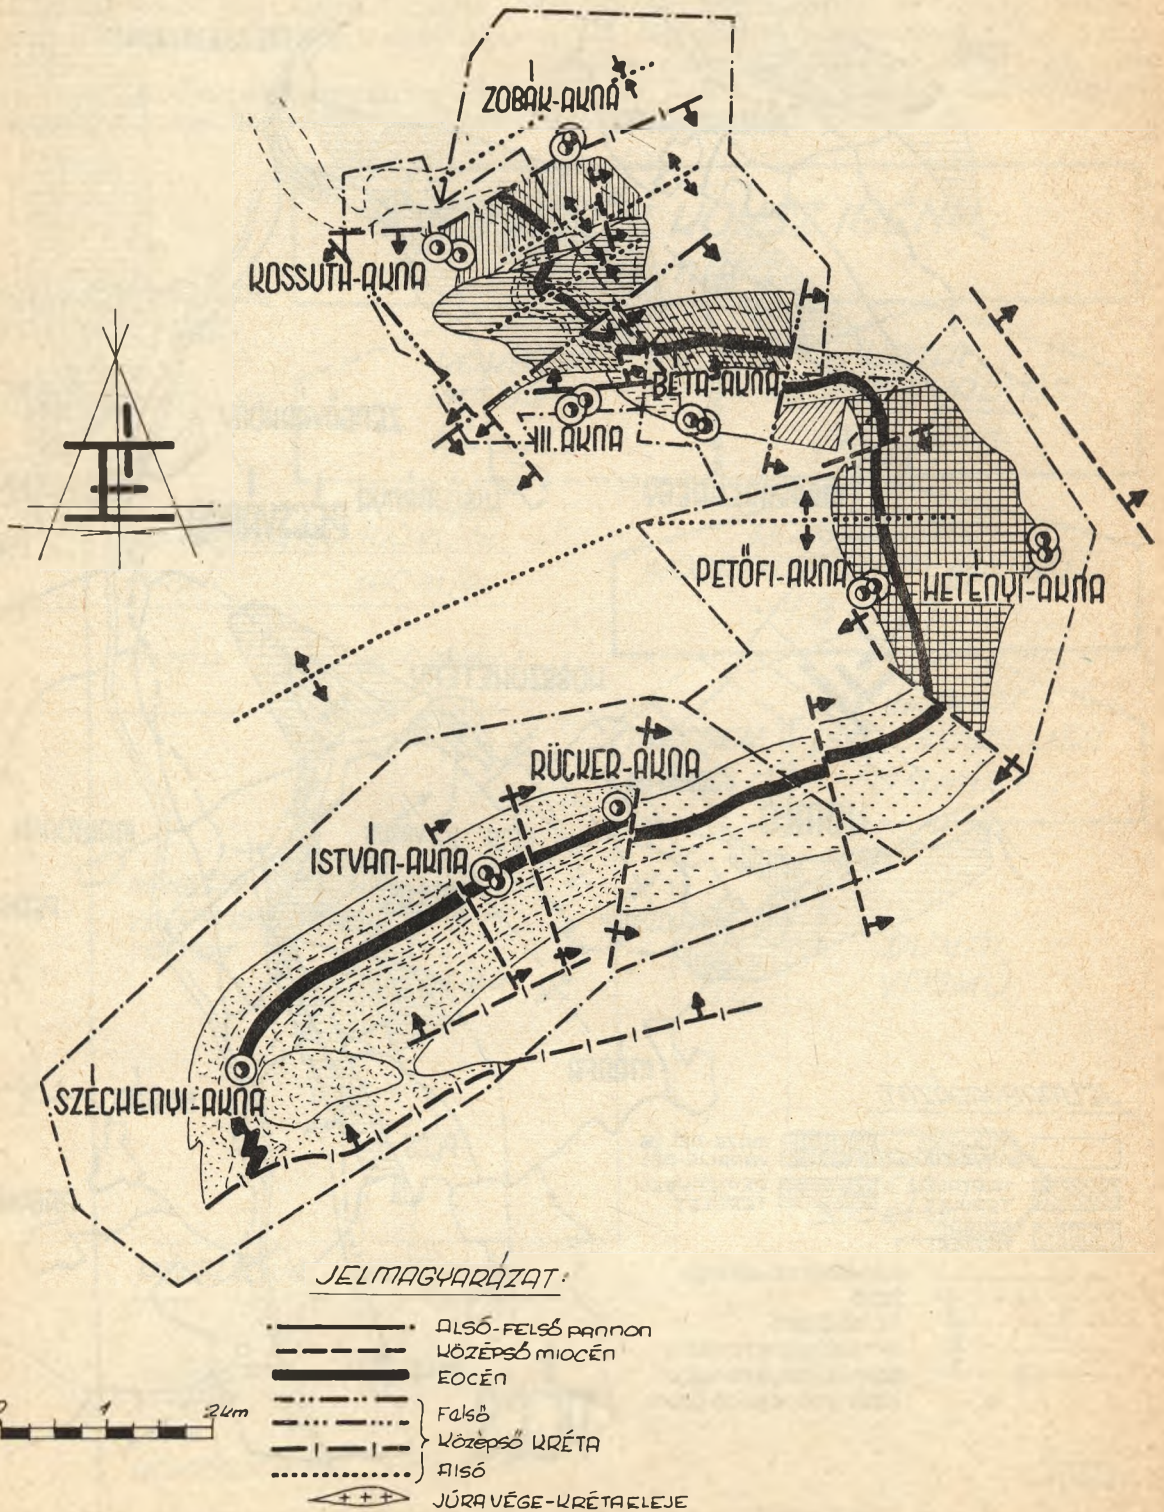 ZOBÁK-AKNA
KOSSUTH-AKNA
BÉTA-AKNA
III. AKNA
PETŐFI-AKNA
HETÉNYI-AKNA
RÜCKER-AKNA
ISTVÁN-AKNA
SZÉCHENYI-AKNA
JELMAGYARÁZAT:
ALSÓ-FELSŐ PANNON
KÖZÉPSŐ MIOCÉN
EOCÉN
Felső
Középső KRÉTA
Alsó
JÚRA VÉGE-KRÉTA ELEJE
0 1 2km